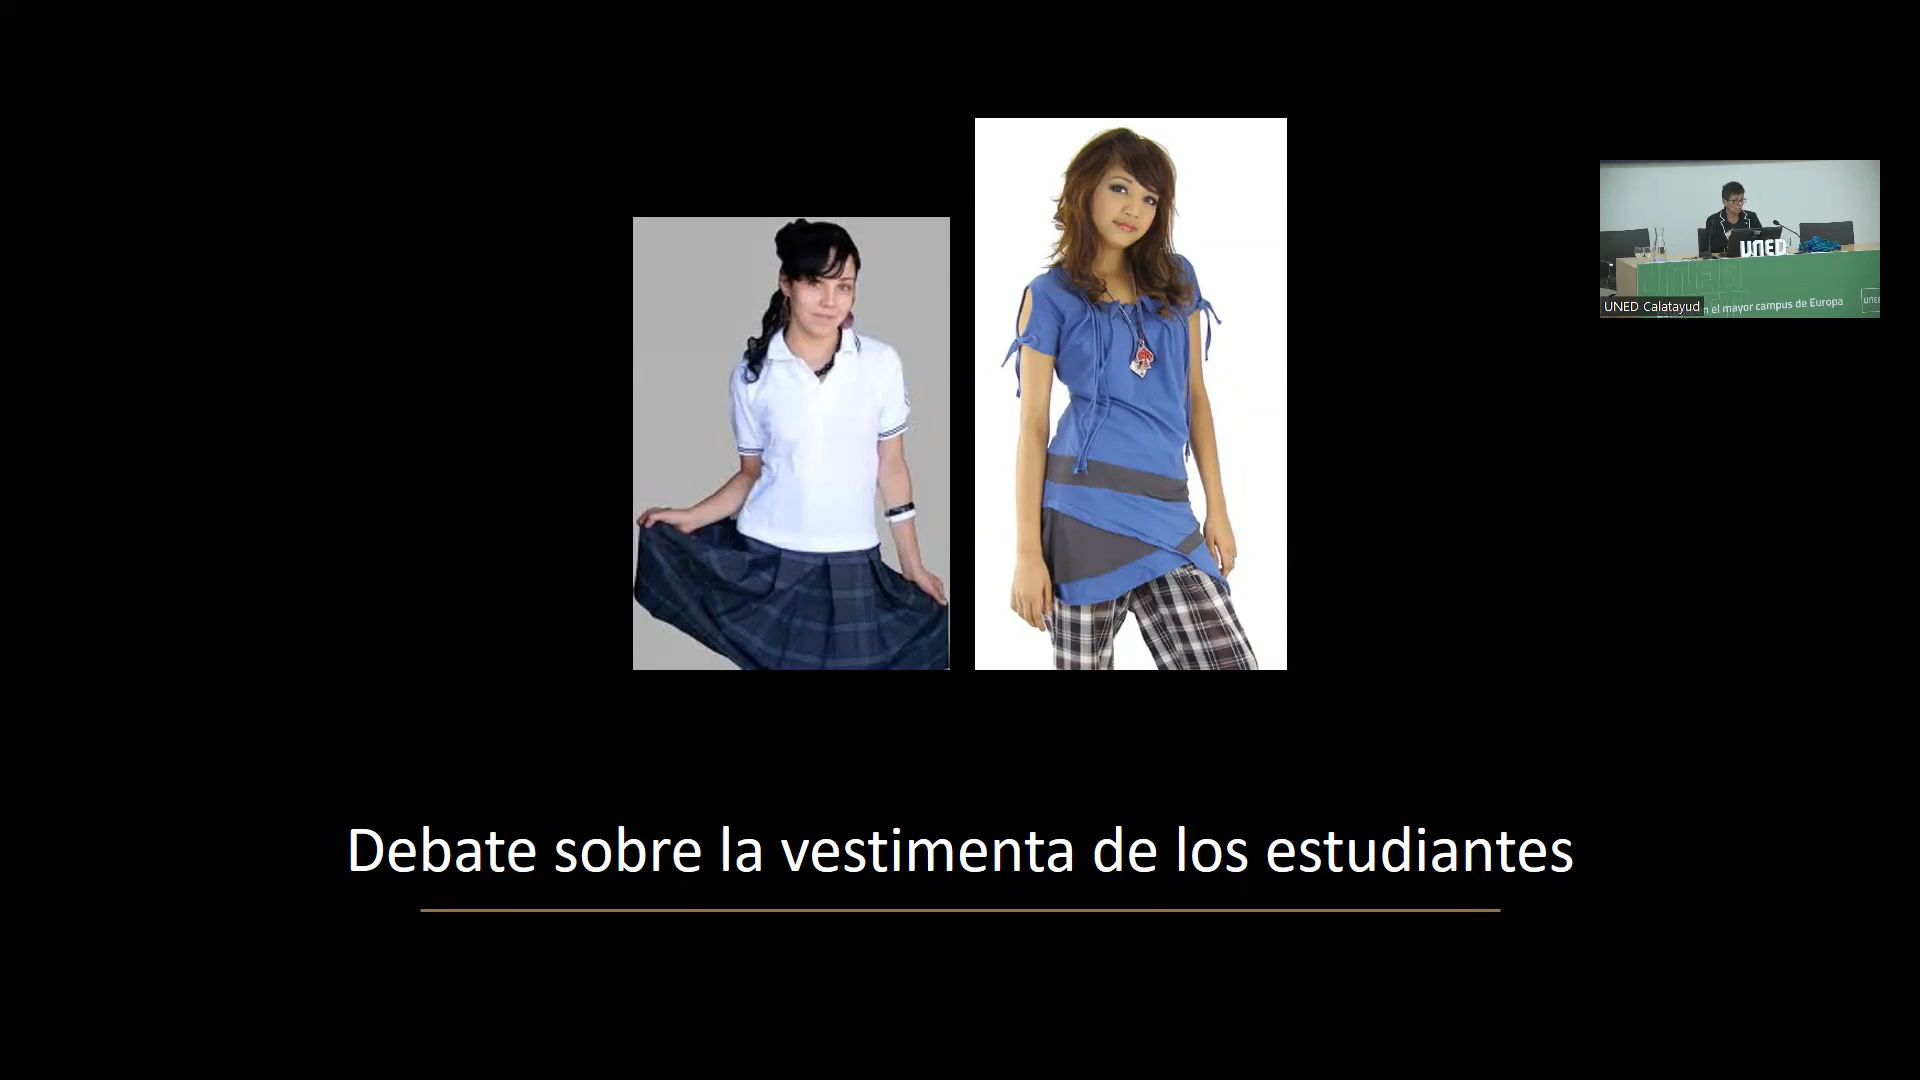 UNED
UNED Calatayud
n el mayor campus de Europa
Debate sobre la vestimenta de los estudiantes